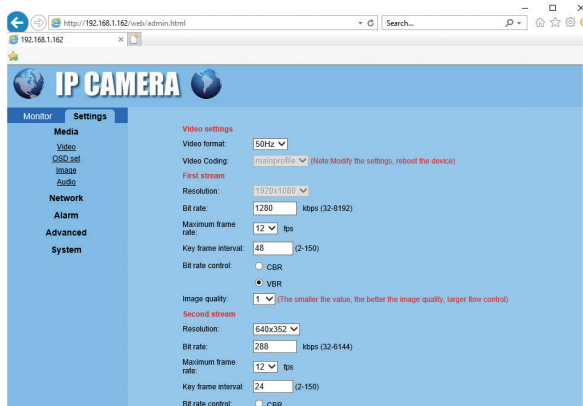 http://192.168.1.162/web/admin.html
Search...
192.168.1.162
IP CAMERA
Monitor Settings
Media
Video
OSD set
Image
Audio
Network
Alarm
Advanced
System
Video settings
Video format: 50Hz
Video Coding: mainprofile (Note:Modify the settings, reboot the device)
First stream
Resolution: 1920x1080
Bit rate: 1280 kbps (32-8192)
Maximum frame
rate: 12 fps
Key frame interval: 48 (2-150)
Bit rate control: CBR
VBR
Image quality: 1 (The smaller the value, the better the image quality, larger flow control)
Second stream
Resolution: 640x352
Bit rate: 288 kbps (32-6144)
Maximum frame
rate: 12 fps
Key frame interval: 24 (2-150)
Bit rate control: CBR